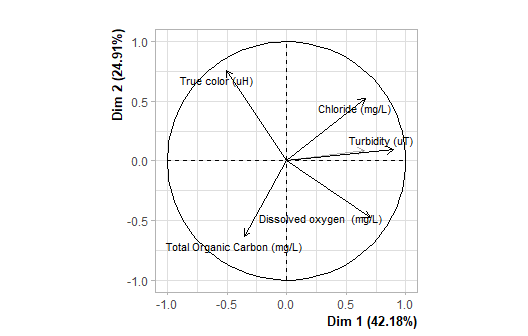 Dim 2 (24.91%)
1.0
0.5
0.0
-0.5
-1.0
True color (uH)
Chloride (mg/L)
Turbidity (uT)
Dissolved oxygen  (mg/L)
Total Organic Carbon (mg/L)
-1.0 -0.5 0.0 0.5 1.0
Dim 1 (42.18%)